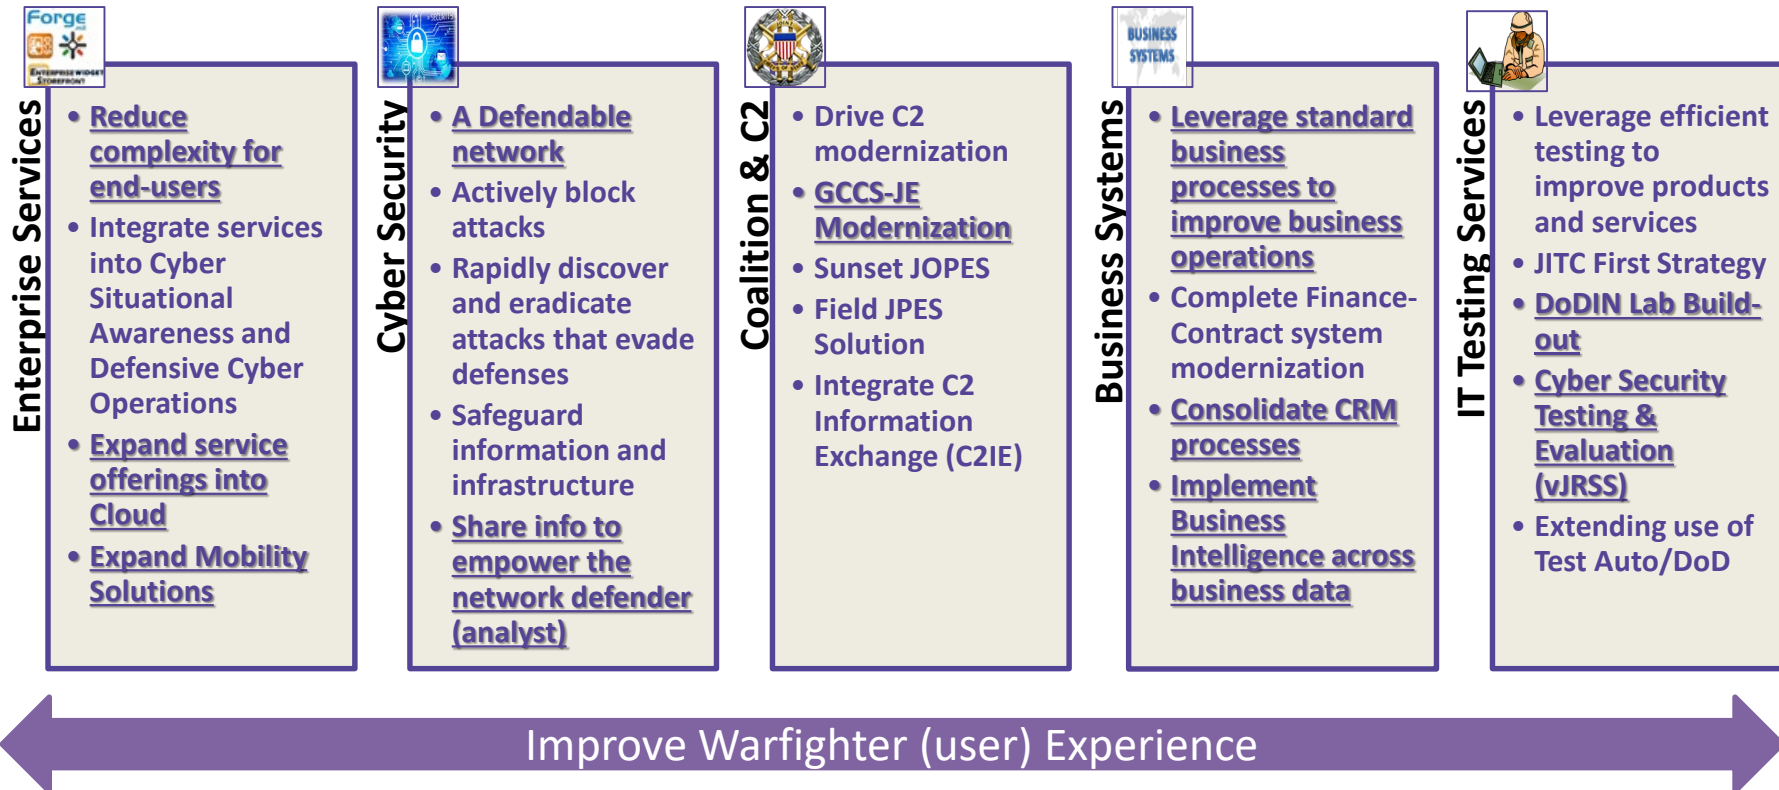 Forge
ENTERPRISE WIDGET
STOREFRONT
Enterprise Services
• Reduce
complexity for
end-users
• Integrate services
into Cyber
Situational
Awareness and
Defensive Cyber
Operations
• Expand service
offerings into
Cloud
• Expand Mobility
Solutions
Cyber Security
• A Defendable
network
• Actively block
attacks
• Rapidly discover
and eradicate
attacks that evade
defenses
• Safeguard
information and
infrastructure
• Share info to
empower the
network defender
(analyst)
Coalition & C2
• Drive C2
modernization
• GCCS-JE
Modernization
• Sunset JOPES
• Field JPES
Solution
• Integrate C2
Information
Exchange (C2IE)
BUSINESS
SYSTEMS
Business Systems
• Leverage standard
business
processes to
improve business
operations
• Complete Finance-
Contract system
modernization
• Consolidate CRM
processes
• Implement
Business
Intelligence across
business data
IT Testing Services
• Leverage efficient
testing to
improve products
and services
• JITC First Strategy
• DoDIN Lab Build-
out
• Cyber Security
Testing &
Evaluation
(vJRSS)
• Extending use of
Test Auto/DoD
Improve Warfighter (user) Experience